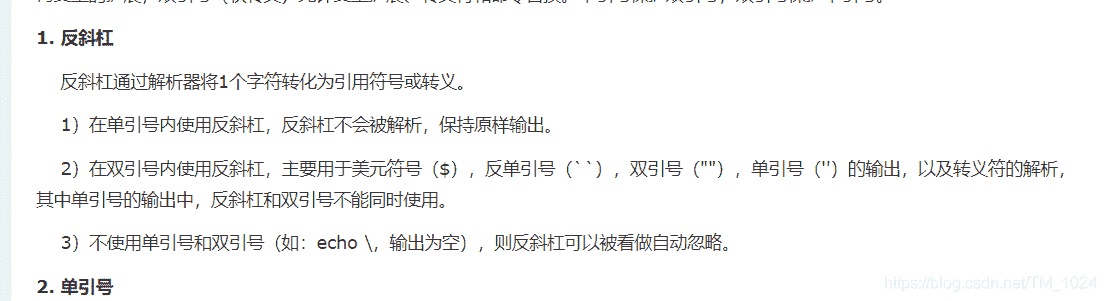 1. 反斜杠
反斜杠通过解析器将1个字符转化为引用符号或转义。
1）在单引号内使用反斜杠，反斜杠不会被解析，保持原样输出。
2）在双引号内使用反斜杠，主要用于美元符号（$），反单引号（``），双引号（""），单引号（''）的输出，以及转义符的解析，
其中单引号的输出中，反斜杠和双引号不能同时使用。
3）不使用单引号和双引号（如：echo \，输出为空），则反斜杠可以被看做自动忽略。
2. 单引号
https://blog.csdn.net/TM_1024